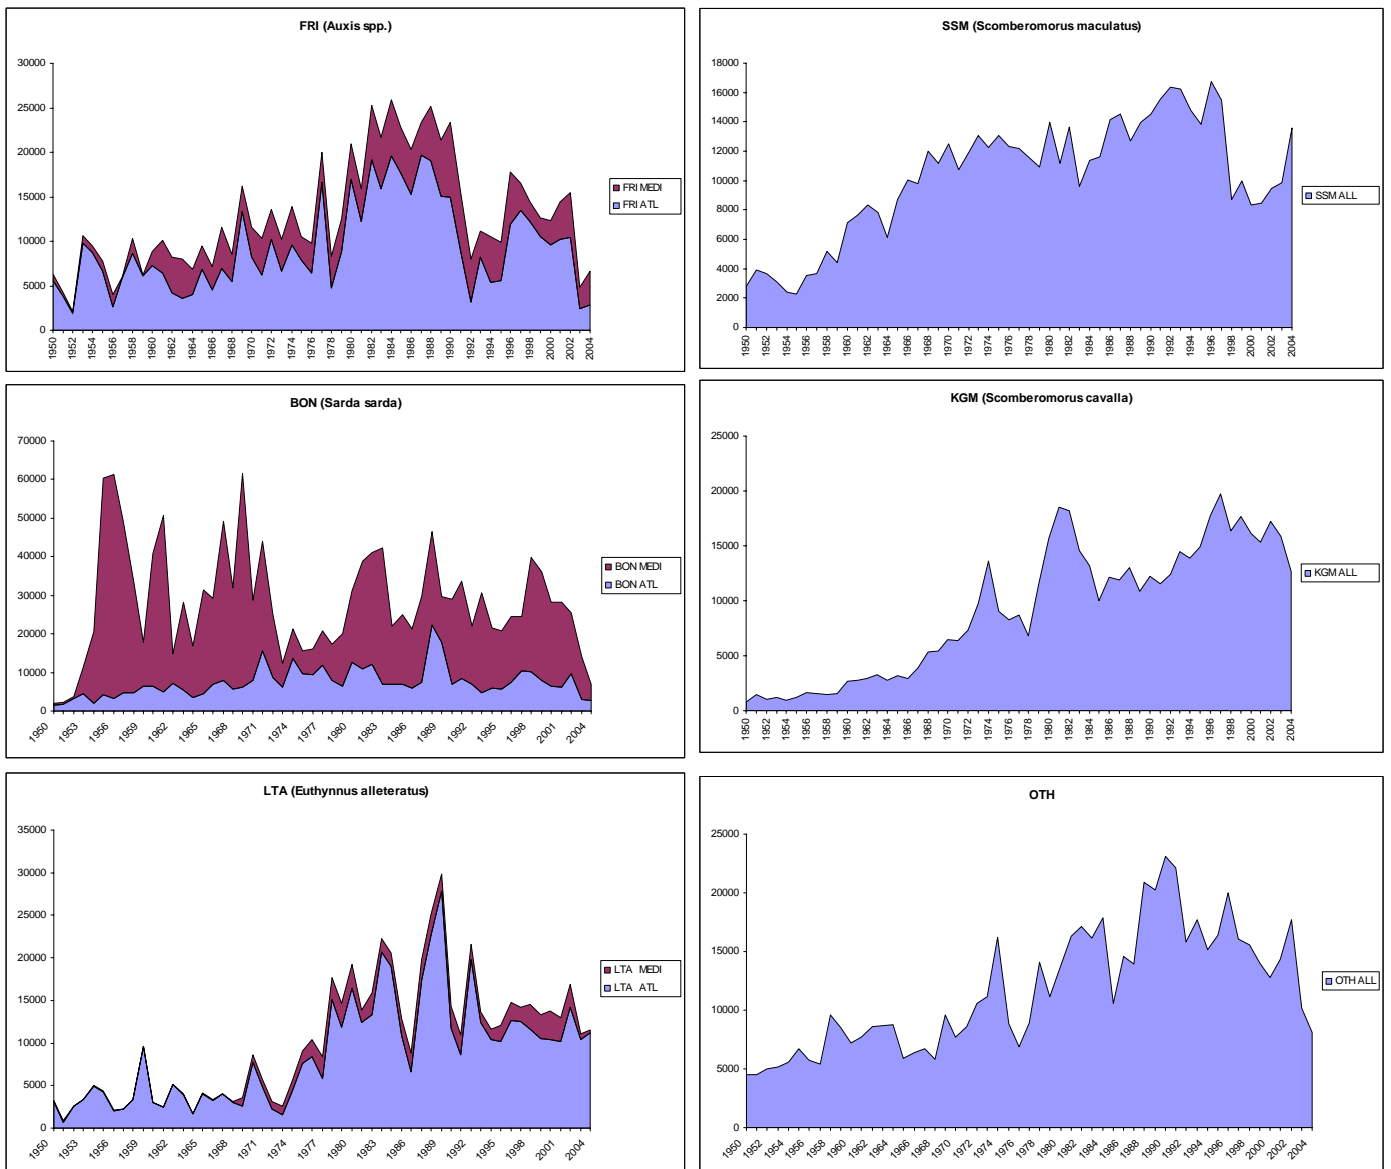 FRI (Auxis spp.)
30000
25000
20000
15000
10000
5000
0
1950 1952 1954 1956 1958 1960 1962 1964 1966 1968 1970 1972 1974 1976 1978 1980 1982 1984 1986 1988 1990 1992 1994 1996 1998 2000 2002 2004
FRI MEDI
FRI ATL
SSM (Scomberomorus maculatus)
18000
16000
14000
12000
10000
8000
6000
4000
2000
0
1950 1952 1954 1956 1958 1960 1962 1964 1966 1968 1970 1972 1974 1976 1978 1980 1982 1984 1986 1988 1990 1992 1994 1996 1998 2000 2002 2004
SSM ALL
BON (Sarda sarda)
70000
60000
50000
40000
30000
20000
10000
0
1950 1953 1956 1959 1962 1965 1968 1971 1974 1977 1980 1983 1986 1989 1992 1995 1998 2001 2004
BON MEDI
BON ATL
KGM (Scomberomorus cavalla)
25000
20000
15000
10000
5000
0
1950 1952 1954 1956 1958 1960 1962 1964 1966 1968 1970 1972 1974 1976 1978 1980 1982 1984 1986 1988 1990 1992 1994 1996 1998 2000 2002 2004
KGM ALL
LTA (Euthynnus alleteratus)
35000
30000
25000
20000
15000
10000
5000
0
1950 1953 1956 1959 1962 1965 1968 1971 1974 1977 1980 1983 1986 1989 1992 1995 1998 2001 2004
LTA MEDI
LTA ATL
OTH
25000
20000
15000
10000
5000
0
1950 1952 1954 1956 1958 1960 1962 1964 1966 1968 1970 1972 1974 1976 1978 1980 1982 1984 1986 1988 1990 1992 1994 1996 1998 2000 2002 2004
OTH ALL